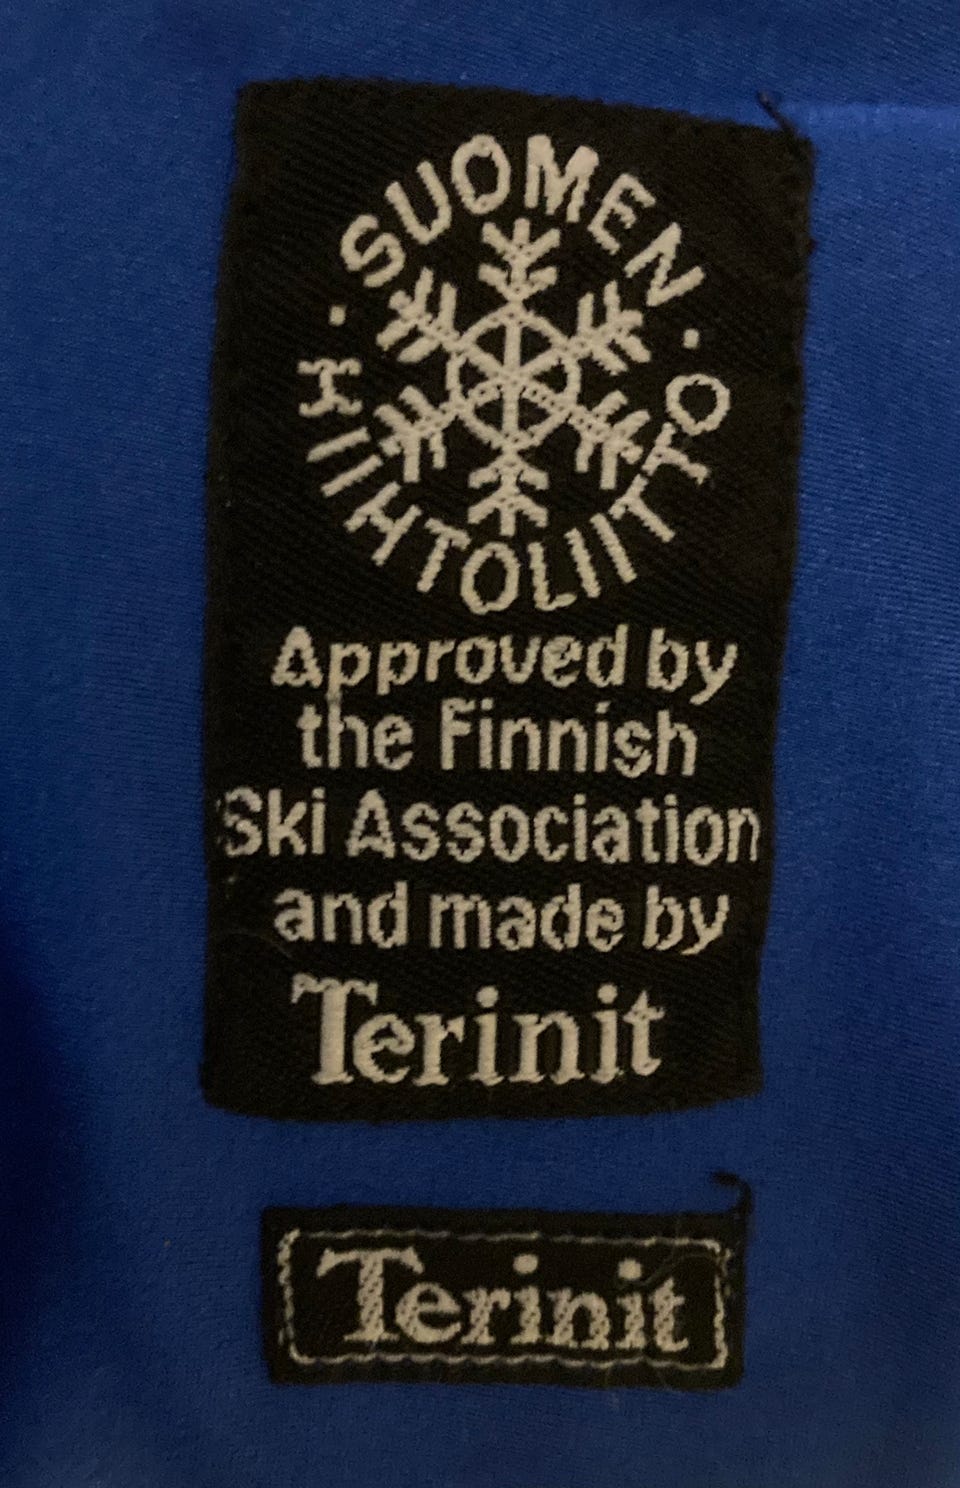 · SUOMEN ·
HIIHTOLIITTO
Approved by
the Finnish
Ski Association
and made by
Terinit
Terinit